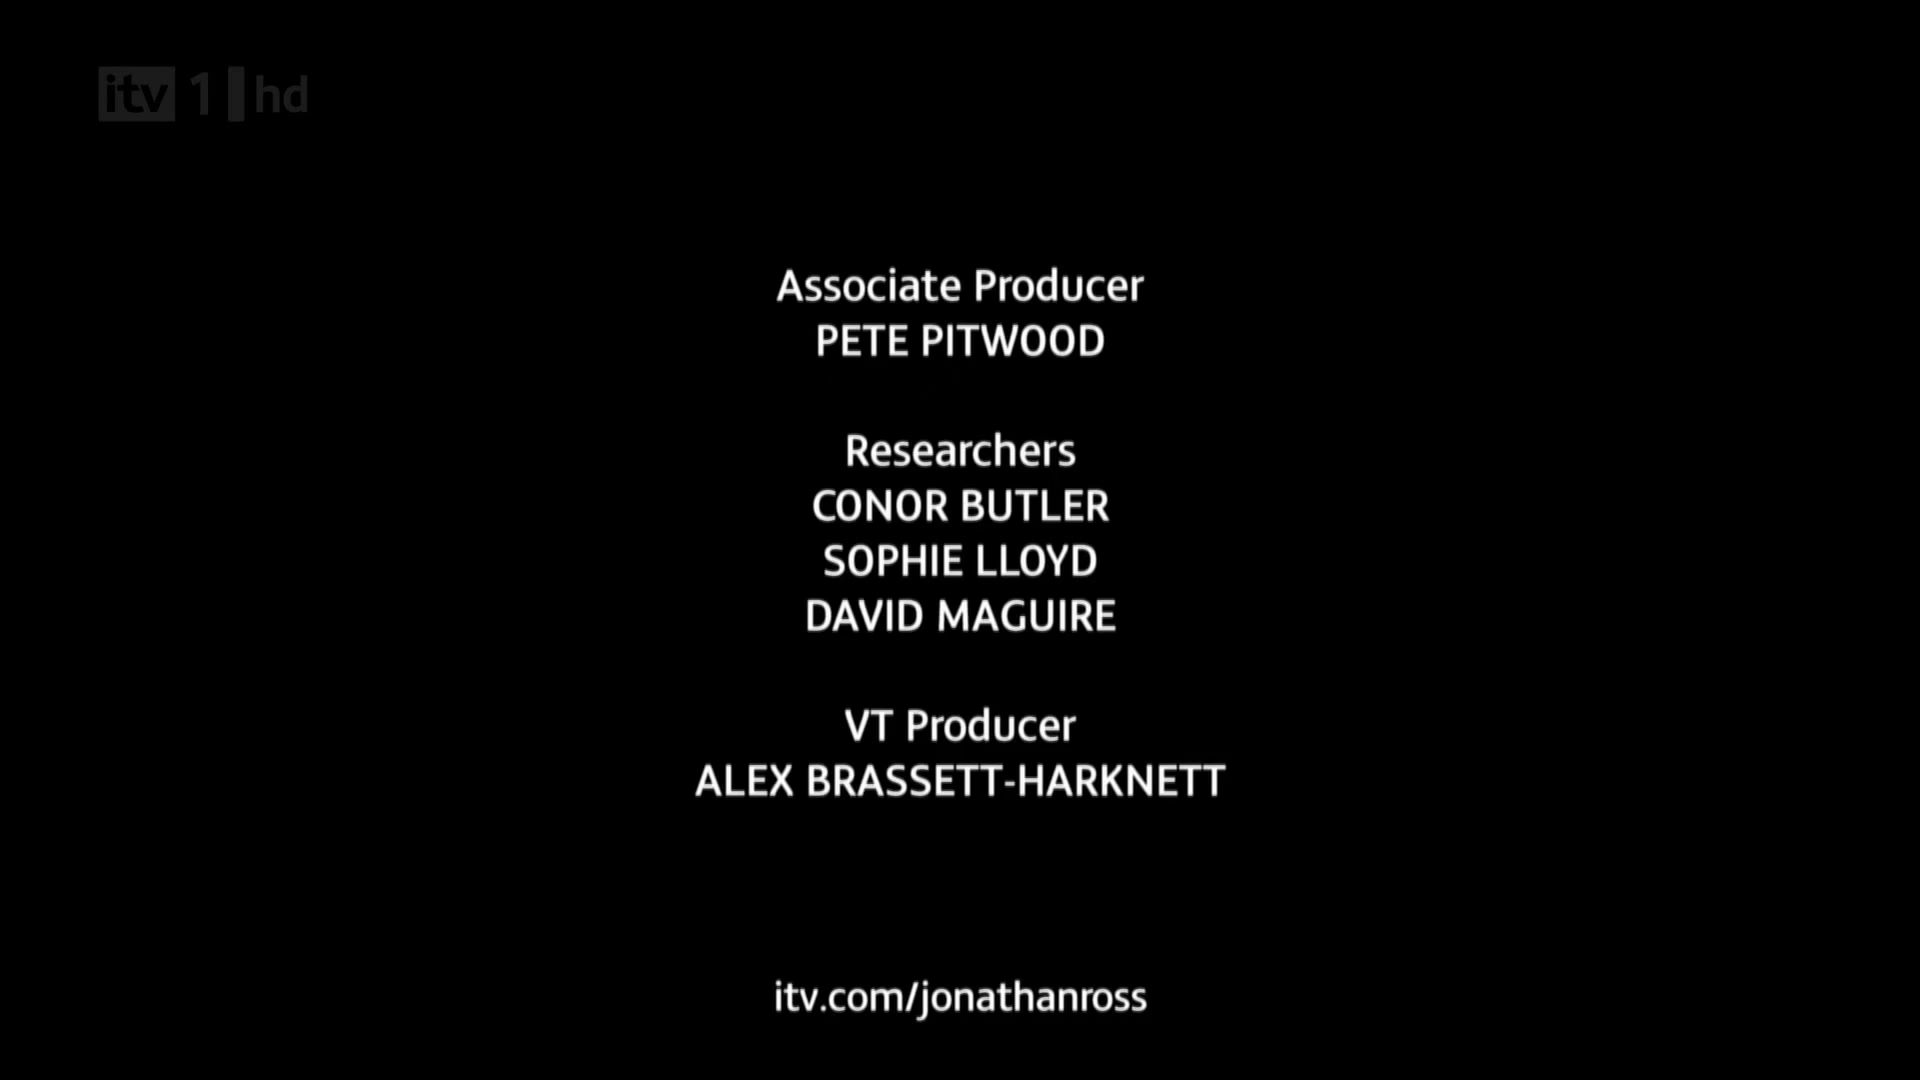 itv 1 hd
Associate Producer
PETE PITWOOD
Researchers
CONOR BUTLER
SOPHIE LLOYD
DAVID MAGUIRE
VT Producer
ALEX BRASSETT-HARKNETT
itv.com/jonathanross